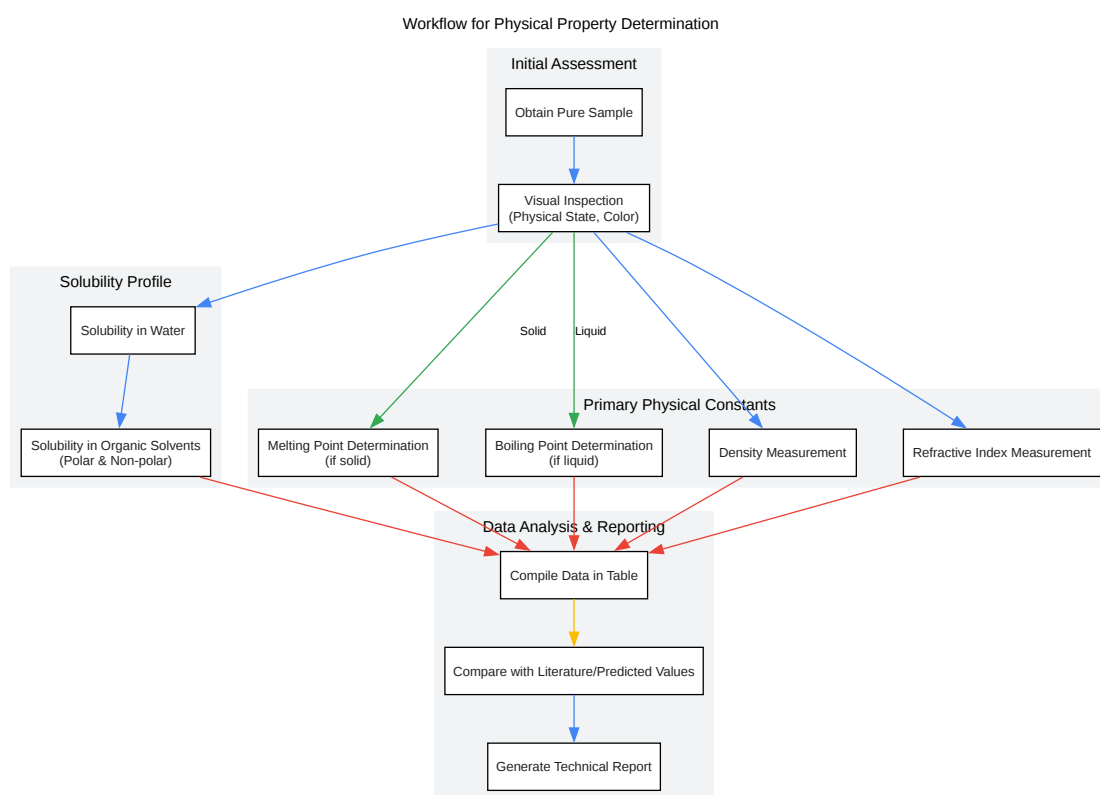 Workflow for Physical Property Determination
Initial Assessment
Obtain Pure Sample
Visual Inspection
(Physical State, Color)
Solubility Profile
Solubility in Water
Solid
Liquid
Primary Physical Constants
Solubility in Organic Solvents
(Polar & Non-polar)
Melting Point Determination
(if solid)
Boiling Point Determination
(if liquid)
Density Measurement
Refractive Index Measurement
Data Analysis & Reporting
Compile Data in Table
Compare with Literature/Predicted Values
Generate Technical Report